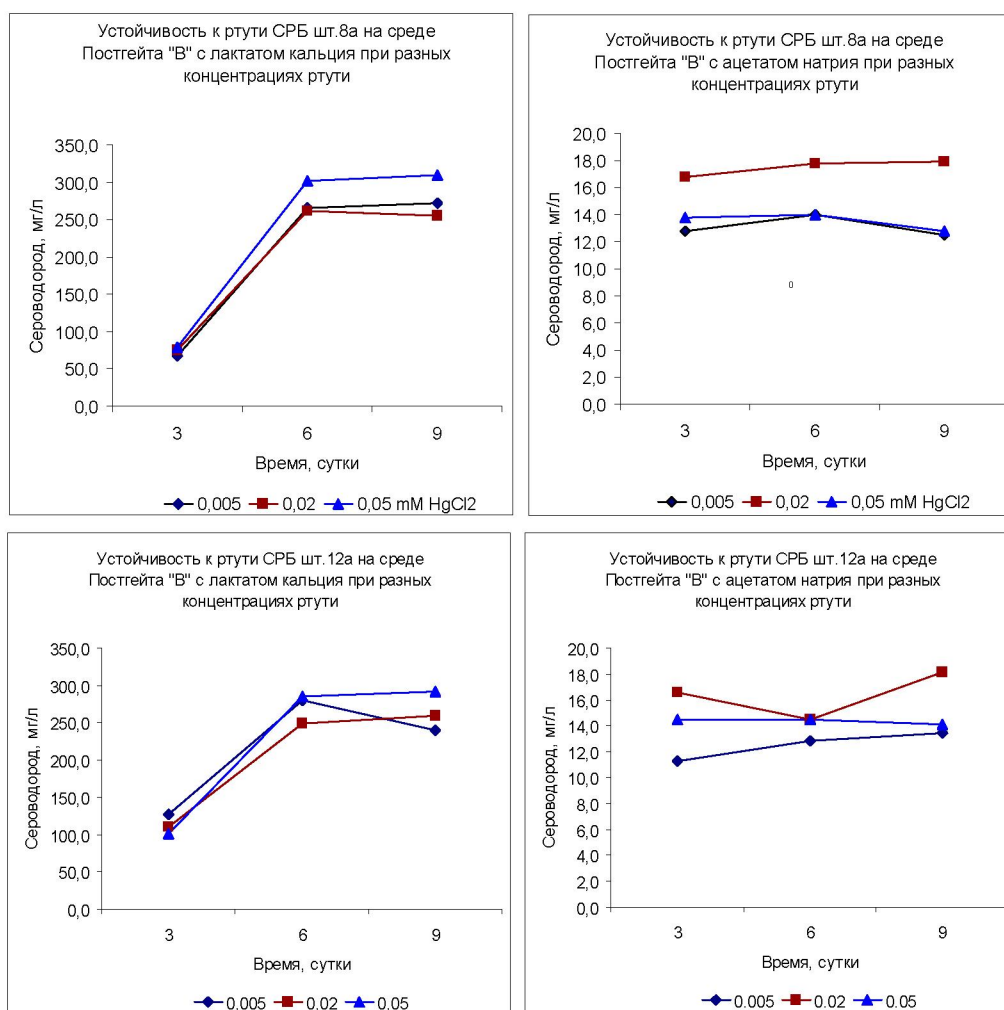 Устойчивость к ртути СРБ шт.8а на среде
Постгейта "В" с лактатом кальция при разных
концентрациях ртути
350,0
300,0
250,0
200,0
150,0
100,0
50,0
0,0
Сероводород, мг/л
3 6 9
Время, сутки
0,005 0,02 0,05 mM HgCl2
Устойчивость к ртути СРБ шт.8а на среде
Постгейта "В" с ацетатом натрия при разных
концентрациях ртути
20,0
18,0
16,0
14,0
12,0
10,0
8,0
6,0
4,0
2,0
0,0
Сероводород, мг/л
3 6 9
Время, сутки
0,005 0,02 0,05 mM HgCl2
Устойчивость к ртути СРБ шт.12а на среде
Постгейта "В" с лактатом кальция при разных
концентрациях ртути
350,0
300,0
250,0
200,0
150,0
100,0
50,0
0,0
Сероводород, мг/л
3 6 9
Время, сутки
0.005 0.02 0.05
Устойчивость к ртути СРБ шт.12а на среде
Постгейта "В" с ацетатом натрия при разных
концентрациях ртути
20,0
18,0
16,0
14,0
12,0
10,0
8,0
6,0
4,0
2,0
0,0
Сероводород, мг/л
3 6 9
Время, сутки
0.005 0.02 0.05